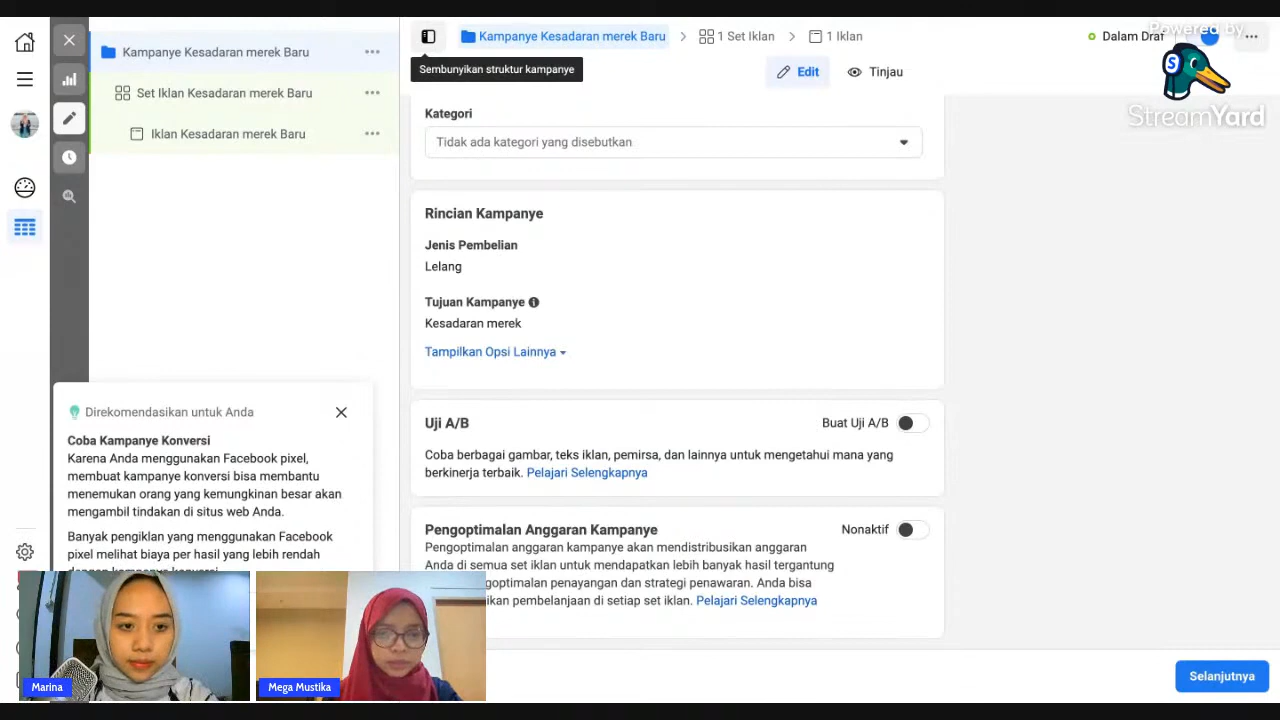 Kampanye Kesadaran merek Baru
Set Iklan Kesadaran merek Baru
Iklan Kesadaran merek Baru
Kampanye Kesadaran merek Baru
1 Set Iklan
1 Iklan
Dalam Draf
Powered by
StreamYard
Sembunyikan struktur kampanye
Edit
Tinjau
Kategori
Tidak ada kategori yang disebutkan
Rincian Kampanye
Jenis Pembelian
Lelang
Tujuan Kampanye
Kesadaran merek
Tampilkan Opsi Lainnya
Uji A/B
Buat Uji A/B
Coba berbagai gambar, teks iklan, pemirsa, dan lainnya untuk mengetahui mana yang
berkinerja terbaik. Pelajari Selengkapnya
Pengoptimalan Anggaran Kampanye
Nonaktif
Pengoptimalan anggaran kampanye akan mendistribusikan anggaran
Anda di semua set iklan untuk mendapatkan lebih banyak hasil tergantung
goptimalan penayangan dan strategi penawaran. Anda bisa
ikan pembelanjaan di setiap set iklan. Pelajari Selengkapnya
Direkomendasikan untuk Anda
Coba Kampanye Konversi
Karena Anda menggunakan Facebook pixel,
membuat kampanye konversi bisa membantu
menemukan orang yang kemungkinan besar akan
mengambil tindakan di situs web Anda.
Banyak pengiklan yang menggunakan Facebook
pixel melihat biaya per hasil yang lebih rendah
dengan kampanye konversi.
Marina
Mega Mustika
Selanjutnya